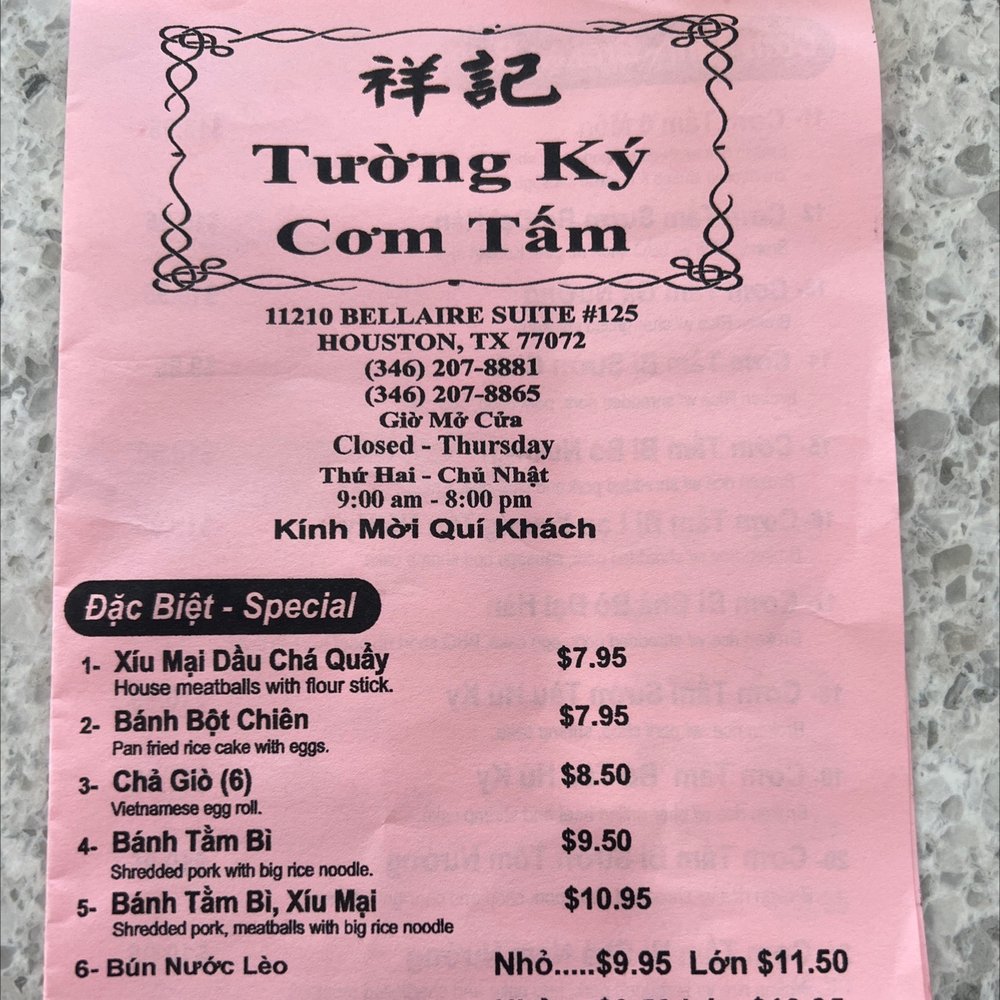 祥記
Tường Ký
Cơm Tấm
11210 BELLAIRE SUITE #125
HOUSTON, TX 77072
(346) 207-8881
(346) 207-8865
Giờ Mở Cửa
Closed - Thursday
Thứ Hai - Chủ Nhật
9:00 am - 8:00 pm
Kính Mời Quí Khách
Đặc Biệt - Special
1- Xíu Mại Dầu Chá Quẩy $7.95
House meatballs with flour stick.
2- Bánh Bột Chiên $7.95
Pan fried rice cake with eggs.
3- Chả Giò (6) $8.50
Vietnamese egg roll.
4- Bánh Tằm Bì $9.50
Shredded pork with big rice noodle.
5- Bánh Tằm Bì, Xíu Mại $10.95
Shredded pork, meatballs with big rice noodle
6- Bún Nước Lèo Nhỏ.....$9.95 Lớn $11.50